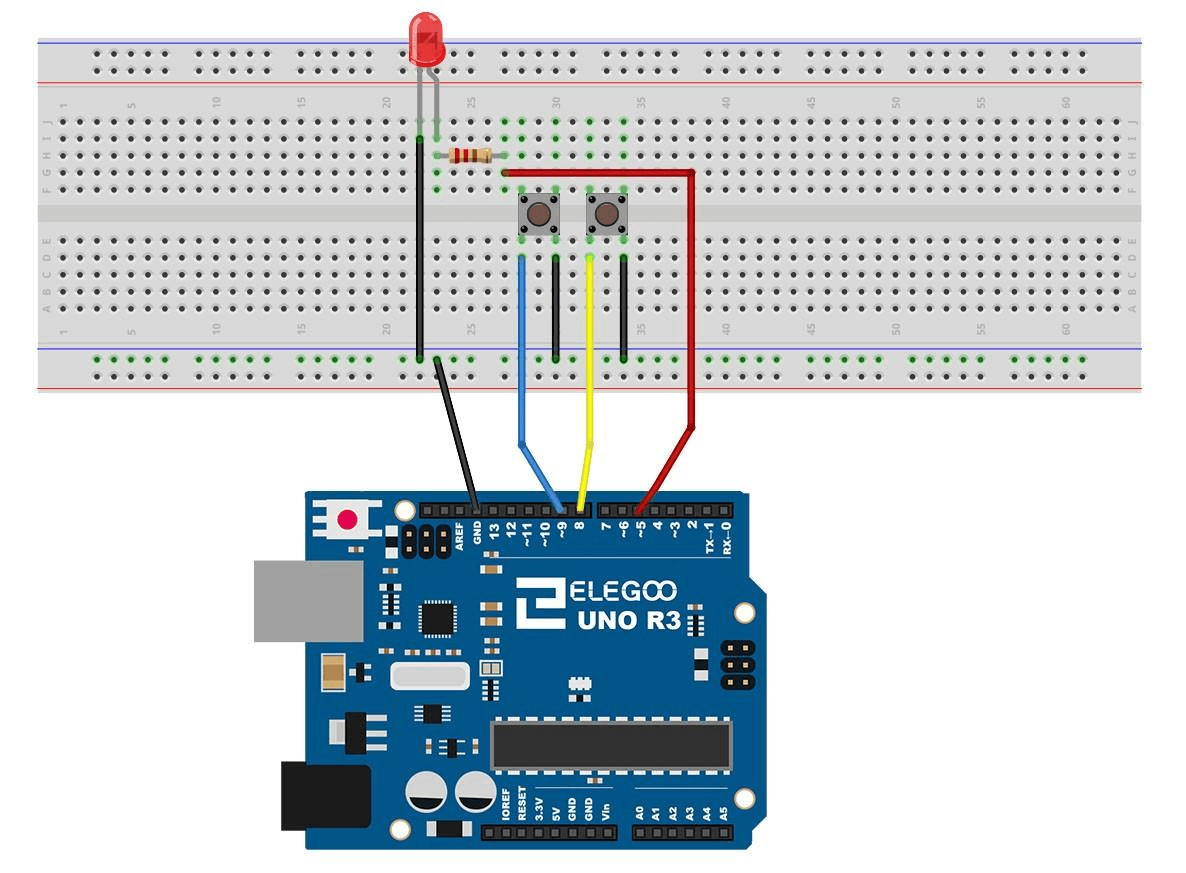 1 5 10 15 20 25 30 35 40 45 50 55 60
J J
I I
H H
G G
F F
E E
D D
C C
B B
A A
1 5 10 15 20 25 30 35 40 45 50 55 60
AREF GND 13 12 ~11 ~10 ~9 8 7 ~6 ~5 4 ~3 2 TX→1 RX←0
ELEGOO
UNO R3
IOREF RESET 3.3V 5V GND GND Vin A0 A1 A2 A3 A4 A5